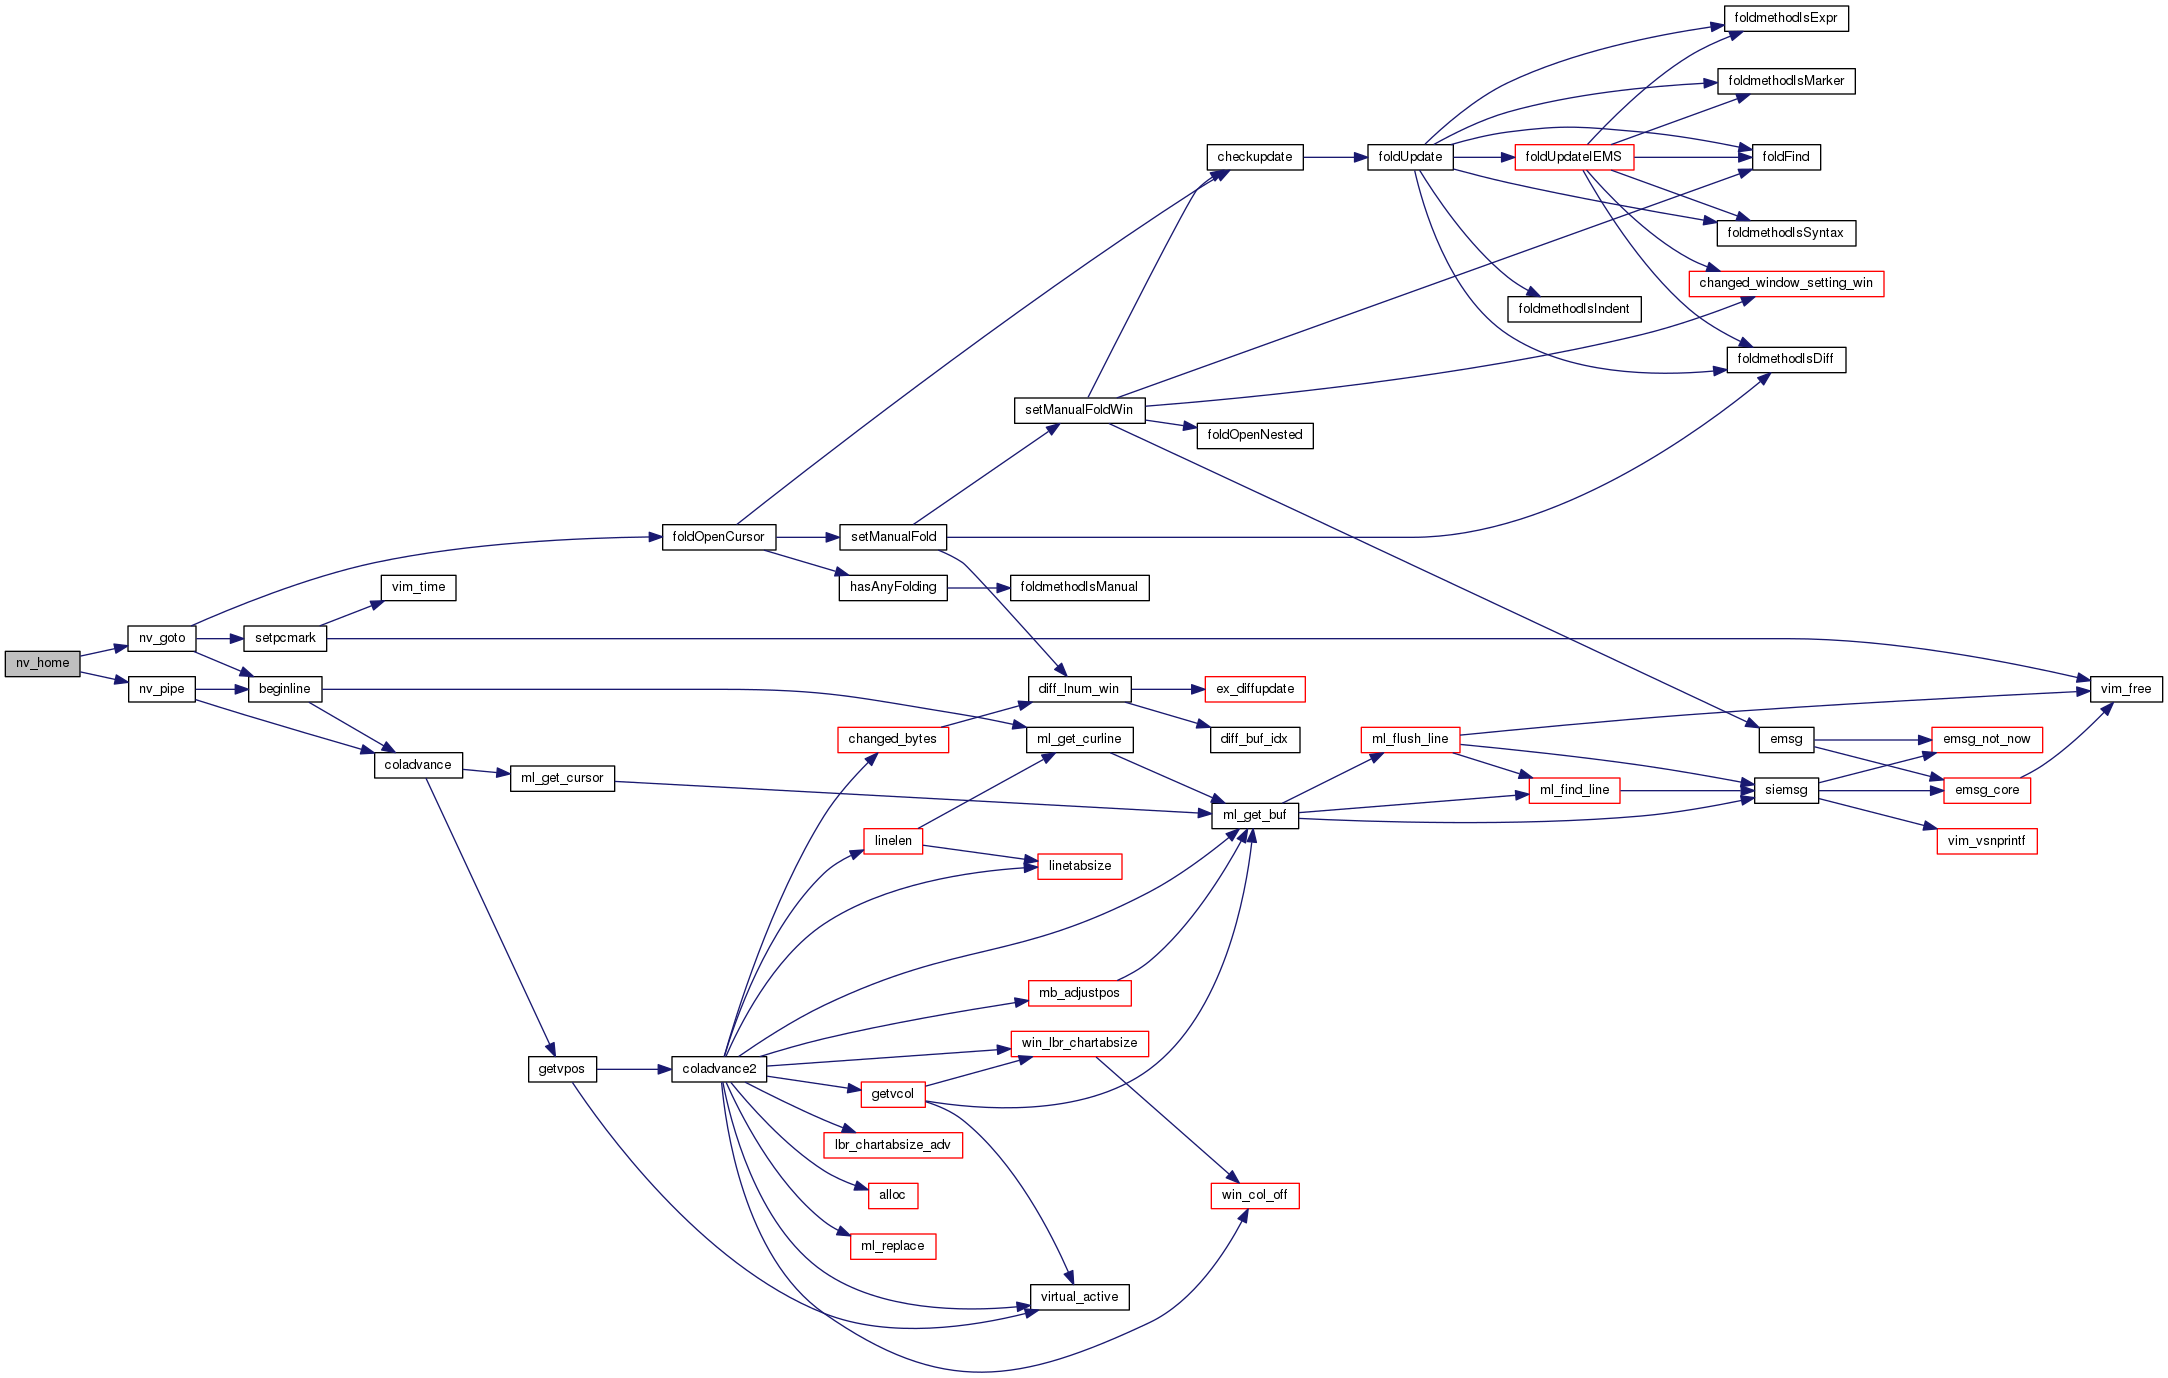 nv_home
nv_goto
nv_pipe
vim_time
setpcmark
beginline
coladvance
ml_get_cursor
getvpos
foldOpenCursor
coladvance2
setManualFold
hasAnyFolding
changed_bytes
linelen
getvcol
lbr_chartabsize_adv
alloc
ml_replace
setManualFoldWin
foldmethodIsManual
diff_lnum_win
ml_get_curline
linetabsize
mb_adjustpos
win_lbr_chartabsize
virtual_active
checkupdate
foldOpenNested
ex_diffupdate
diff_buf_idx
ml_get_buf
win_col_off
foldUpdate
ml_flush_line
foldUpdateIEMS
foldmethodIsIndent
ml_find_line
foldmethodIsExpr
foldmethodIsMarker
foldFind
foldmethodIsSyntax
changed_window_setting_win
foldmethodIsDiff
emsg
siemsg
emsg_not_now
emsg_core
vim_vsnprintf
vim_free